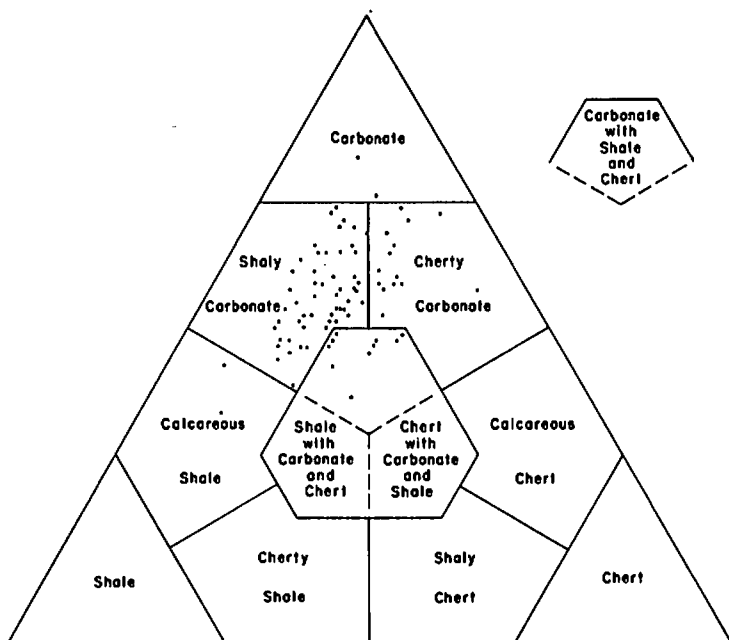 Carbonate
Carbonate
with
Shale
and
Chert
Shaly
Carbonate
Cherty
Carbonate
Calcareous
Shale
Shale
with
Carbonate
and
Chert
Chert
with
Carbonate
and
Shale
Calcareous
Chert
Shale
Cherty
Shale
Shaly
Chert
Chert